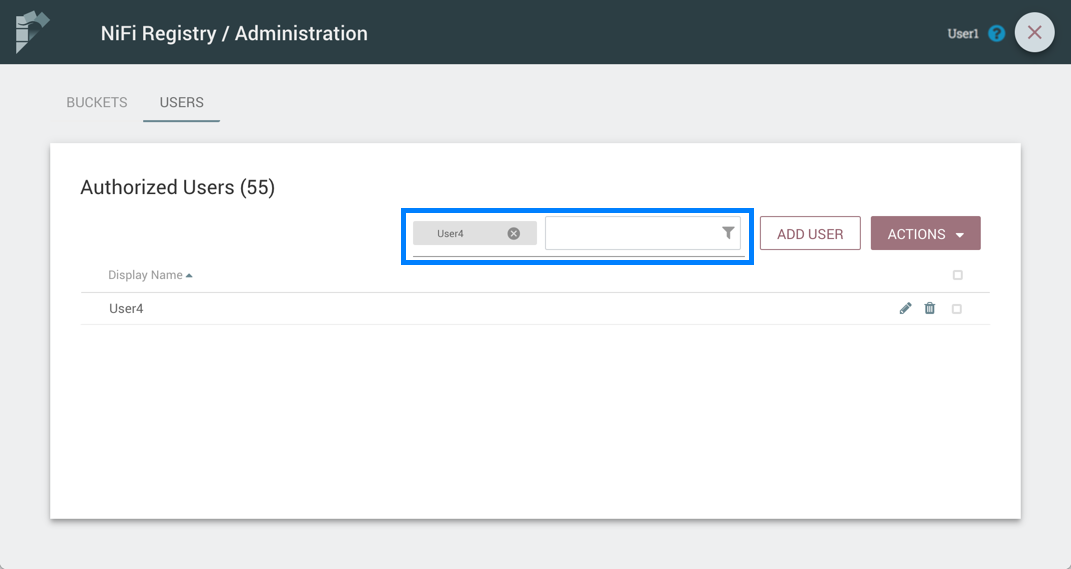 NiFi Registry / Administration
User1 ?
BUCKETS USERS
Authorized Users (55)
User4
ADD USER
ACTIONS
Display Name
User4